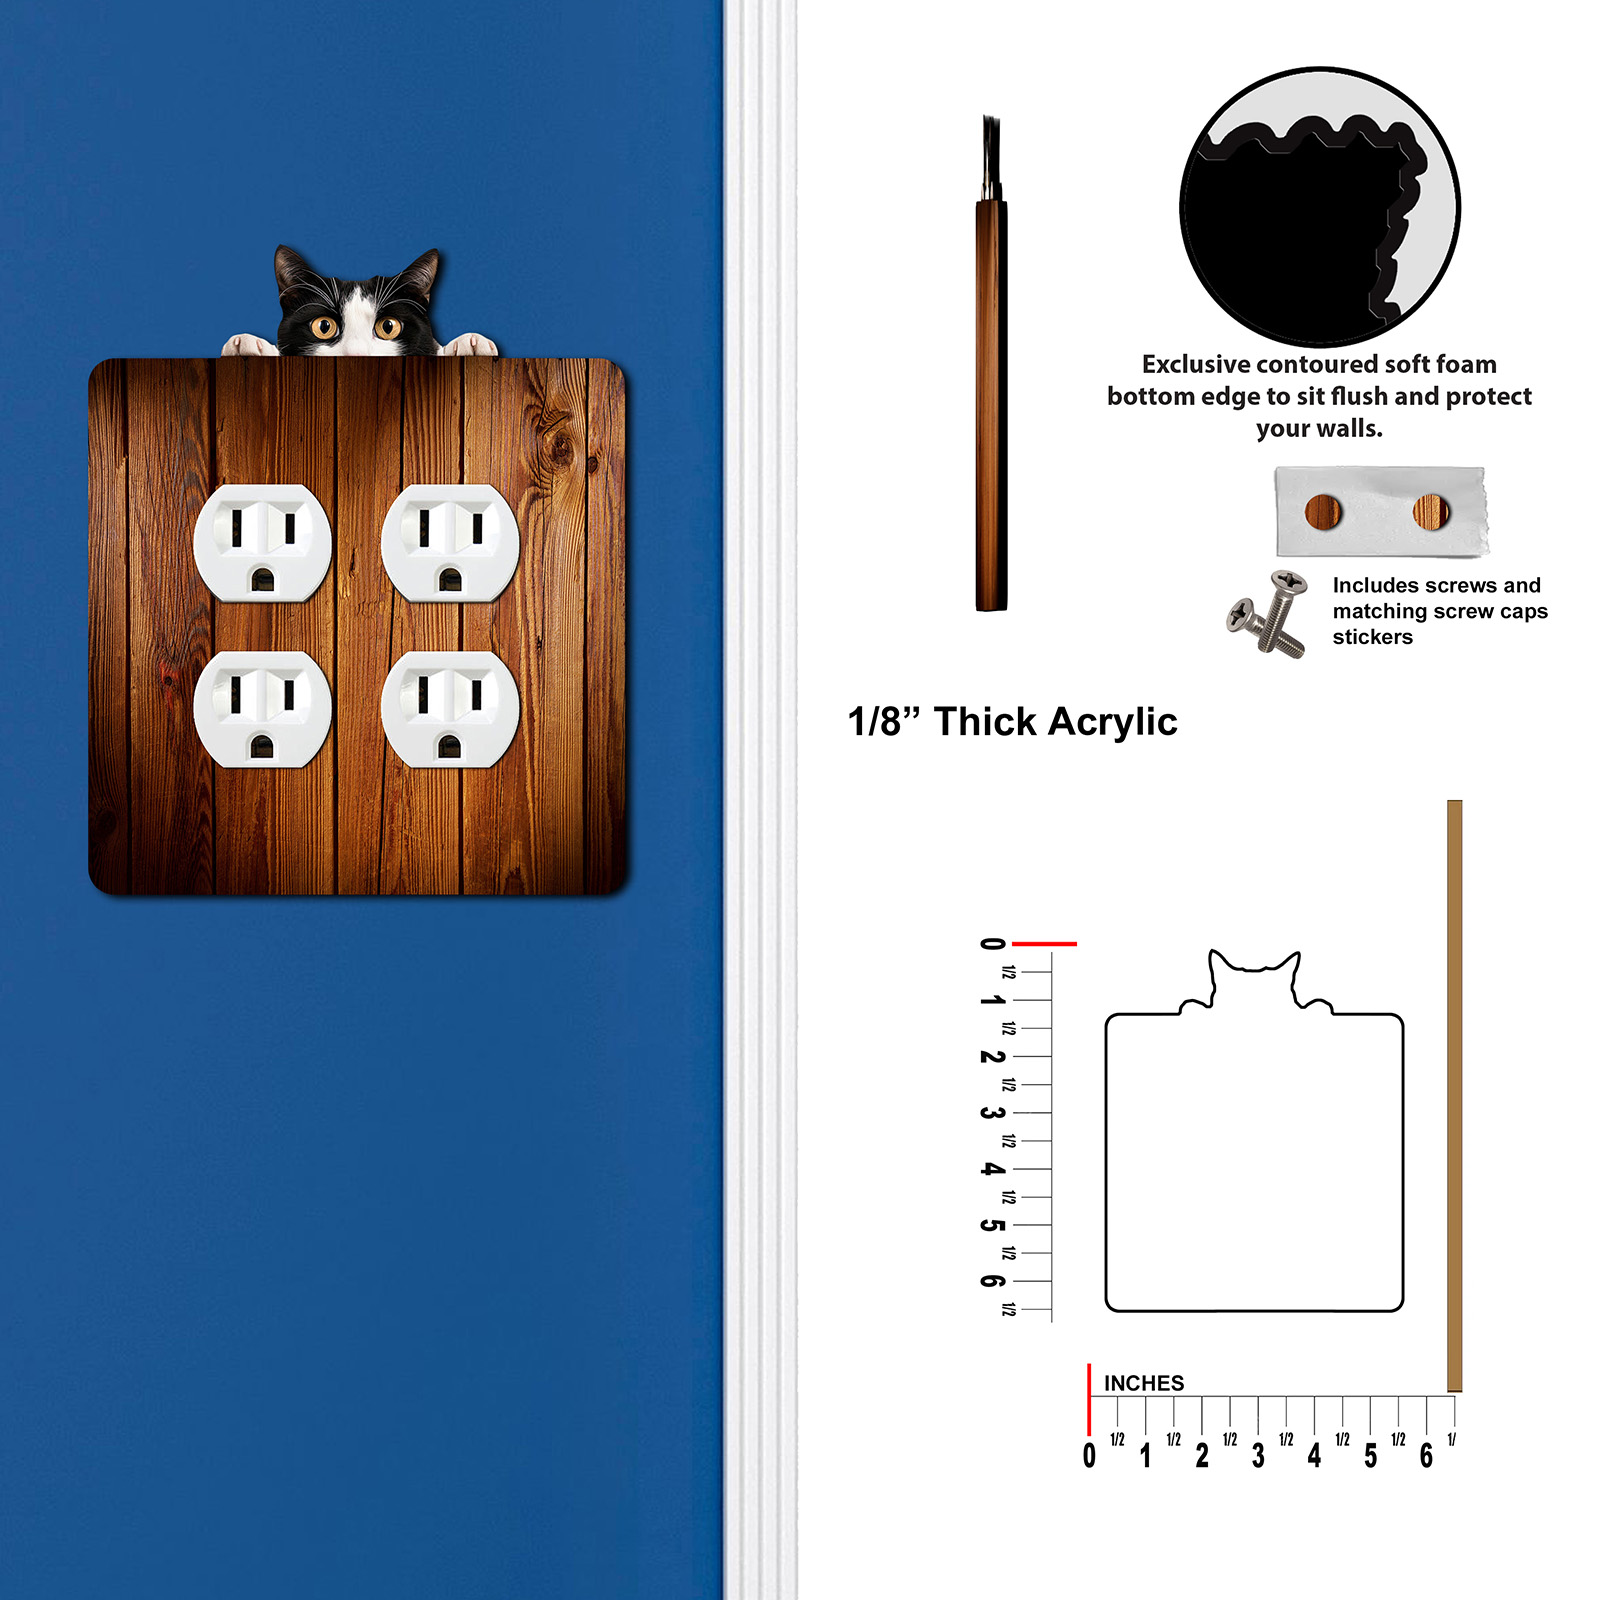 Exclusive contoured soft foam
bottom edge to sit flush and protect
your walls.
Includes screws and
matching screw caps
stickers
1/8” Thick Acrylic
0
1/2
1
1/2
2
1/2
3
1/2
4
1/2
5
1/2
6
1/2
INCHES
0 1/2 1 1/2 2 1/2 3 1/2 4 1/2 5 1/2 6 1/